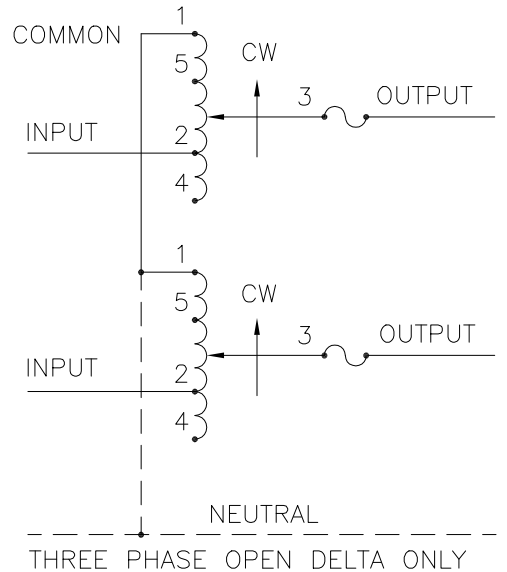 1
COMMON
CW
5
3
OUTPUT
INPUT
2
4
1
CW
5
3
OUTPUT
INPUT
2
4
NEUTRAL
THREE PHASE OPEN DELTA ONLY